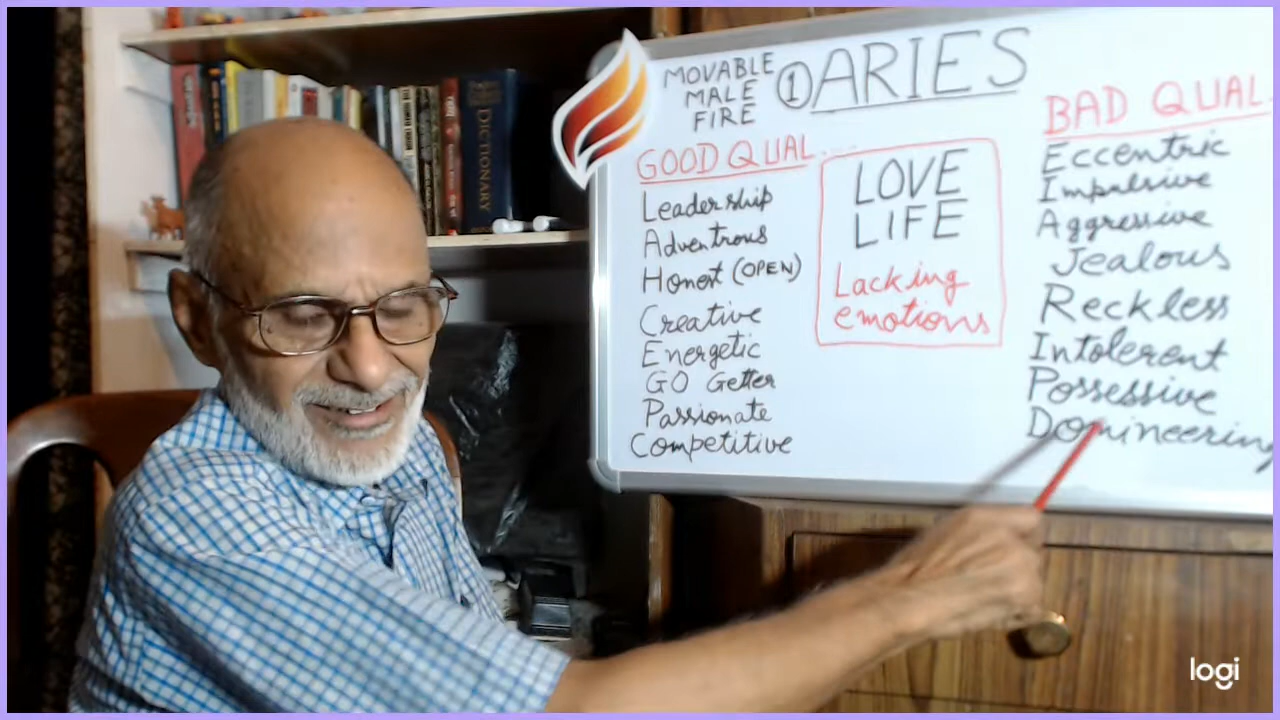 MOVABLE
MALE
FIRE
① ARIES
GOOD QUAL....
Leadership
Adventrous
Honest (OPEN)
Creative
Energetic
GO Getter
Passionate
Competitive
LOVE
LIFE
Lacking
emotions
BAD QUAL.
Eccentric
Impulsive
Aggressive
Jealous
Reckless
Intolerent
Possessive
Domineering
DICTIONARY
logi